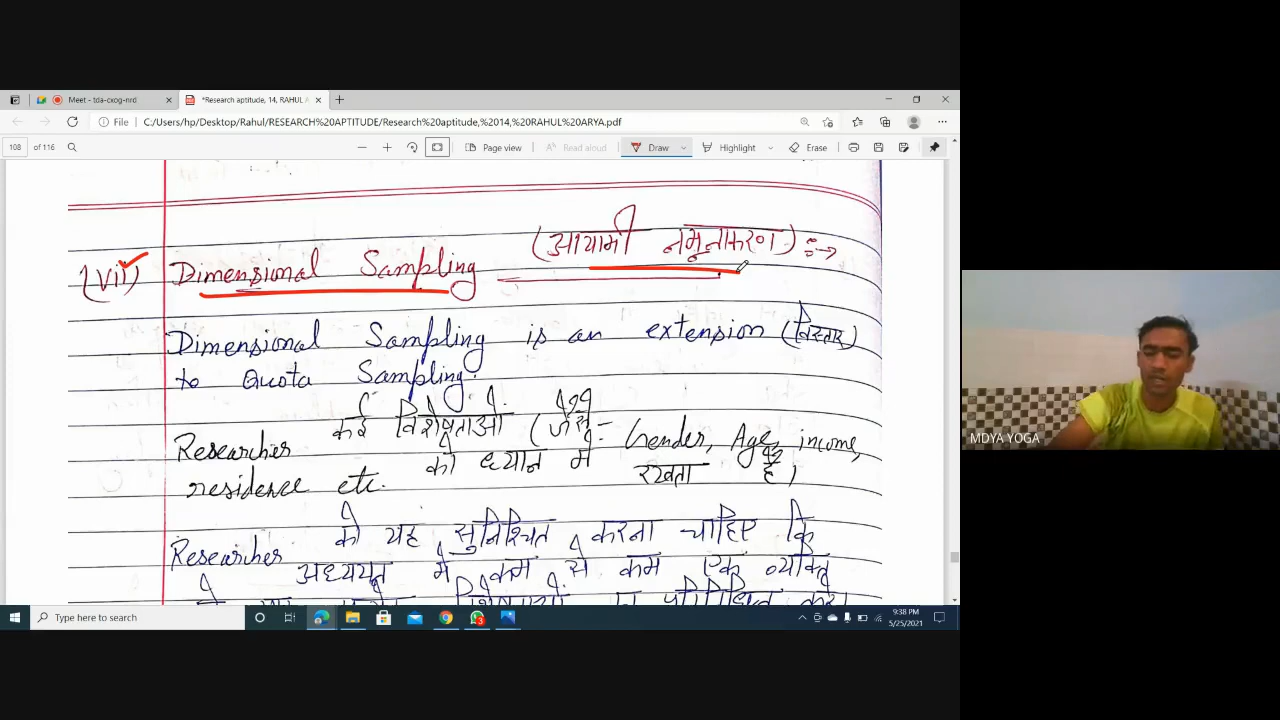 Meet - tda-cxog-nrd
*Research aptitude, 14, RAHUL A
File C:/Users/hp/Desktop/Rahul/RESEARCH%20APTITUDE/Research%20aptitude,%2014,%20RAHUL%20ARYA.pdf
108 of 116 Page view Read aloud Draw Highlight Erase
(आयामी नमूनाकरण) :→
(VII) Dimensional Sampling
Dimensional Sampling is an extension (विस्तार)
to Quota Sampling.
Researcher कई विशेषताओं (जैसे:- Gender, Age, income,
residence etc. को ध्यान में रखता है।
Researcher को यह सुनिश्चित करना चाहिए कि
अध्ययन में कम से कम एक व्यक्ति
MDYA YOGA
Type here to search
3
9:38 PM
5/25/2021